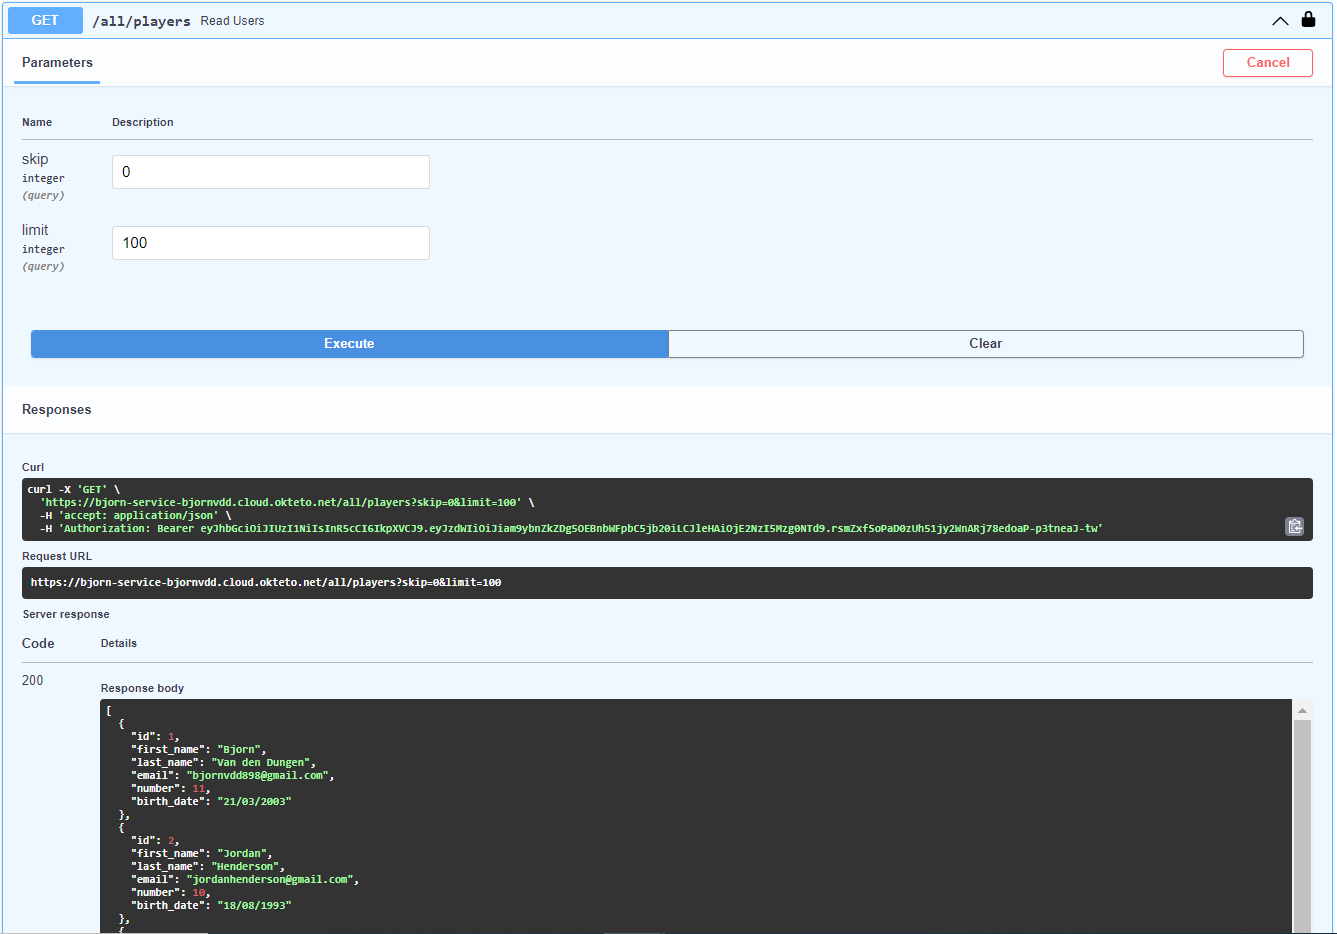 GET /all/players Read Users
Parameters
Cancel
Name Description
skip
integer
(query)
0
limit
integer
(query)
100
Execute
Clear
Responses
Curl
curl -X 'GET' \
'https://bjorn-service-bjornvdd.cloud.okteto.net/all/players?skip=0&limit=100' \
-H 'accept: application/json' \
-H 'Authorization: Bearer eyJhbGciOiJIUzI1NiIsInR5cCI6IkpXVCJ9.eyJzdWIiOiJiam9ybnZkZDg5OEBnbWFpbC5jb20iLCJleHAiOjE2NzI5Mzg0NTd9.rsmZxfSoPaD0zUh51jy2WnARj78edoaP-p3tneaJ-tw'
Request URL
https://bjorn-service-bjornvdd.cloud.okteto.net/all/players?skip=0&limit=100
Server response
Code Details
200
Response body
[
{
"id": 1,
"first_name": "Bjorn",
"last_name": "Van den Dungen",
"email": "bjornvdd898@gmail.com",
"number": 11,
"birth_date": "21/03/2003"
},
{
"id": 2,
"first_name": "Jordan",
"last_name": "Henderson",
"email": "jordanhenderson@gmail.com",
"number": 10,
"birth_date": "18/08/1993"
},
{